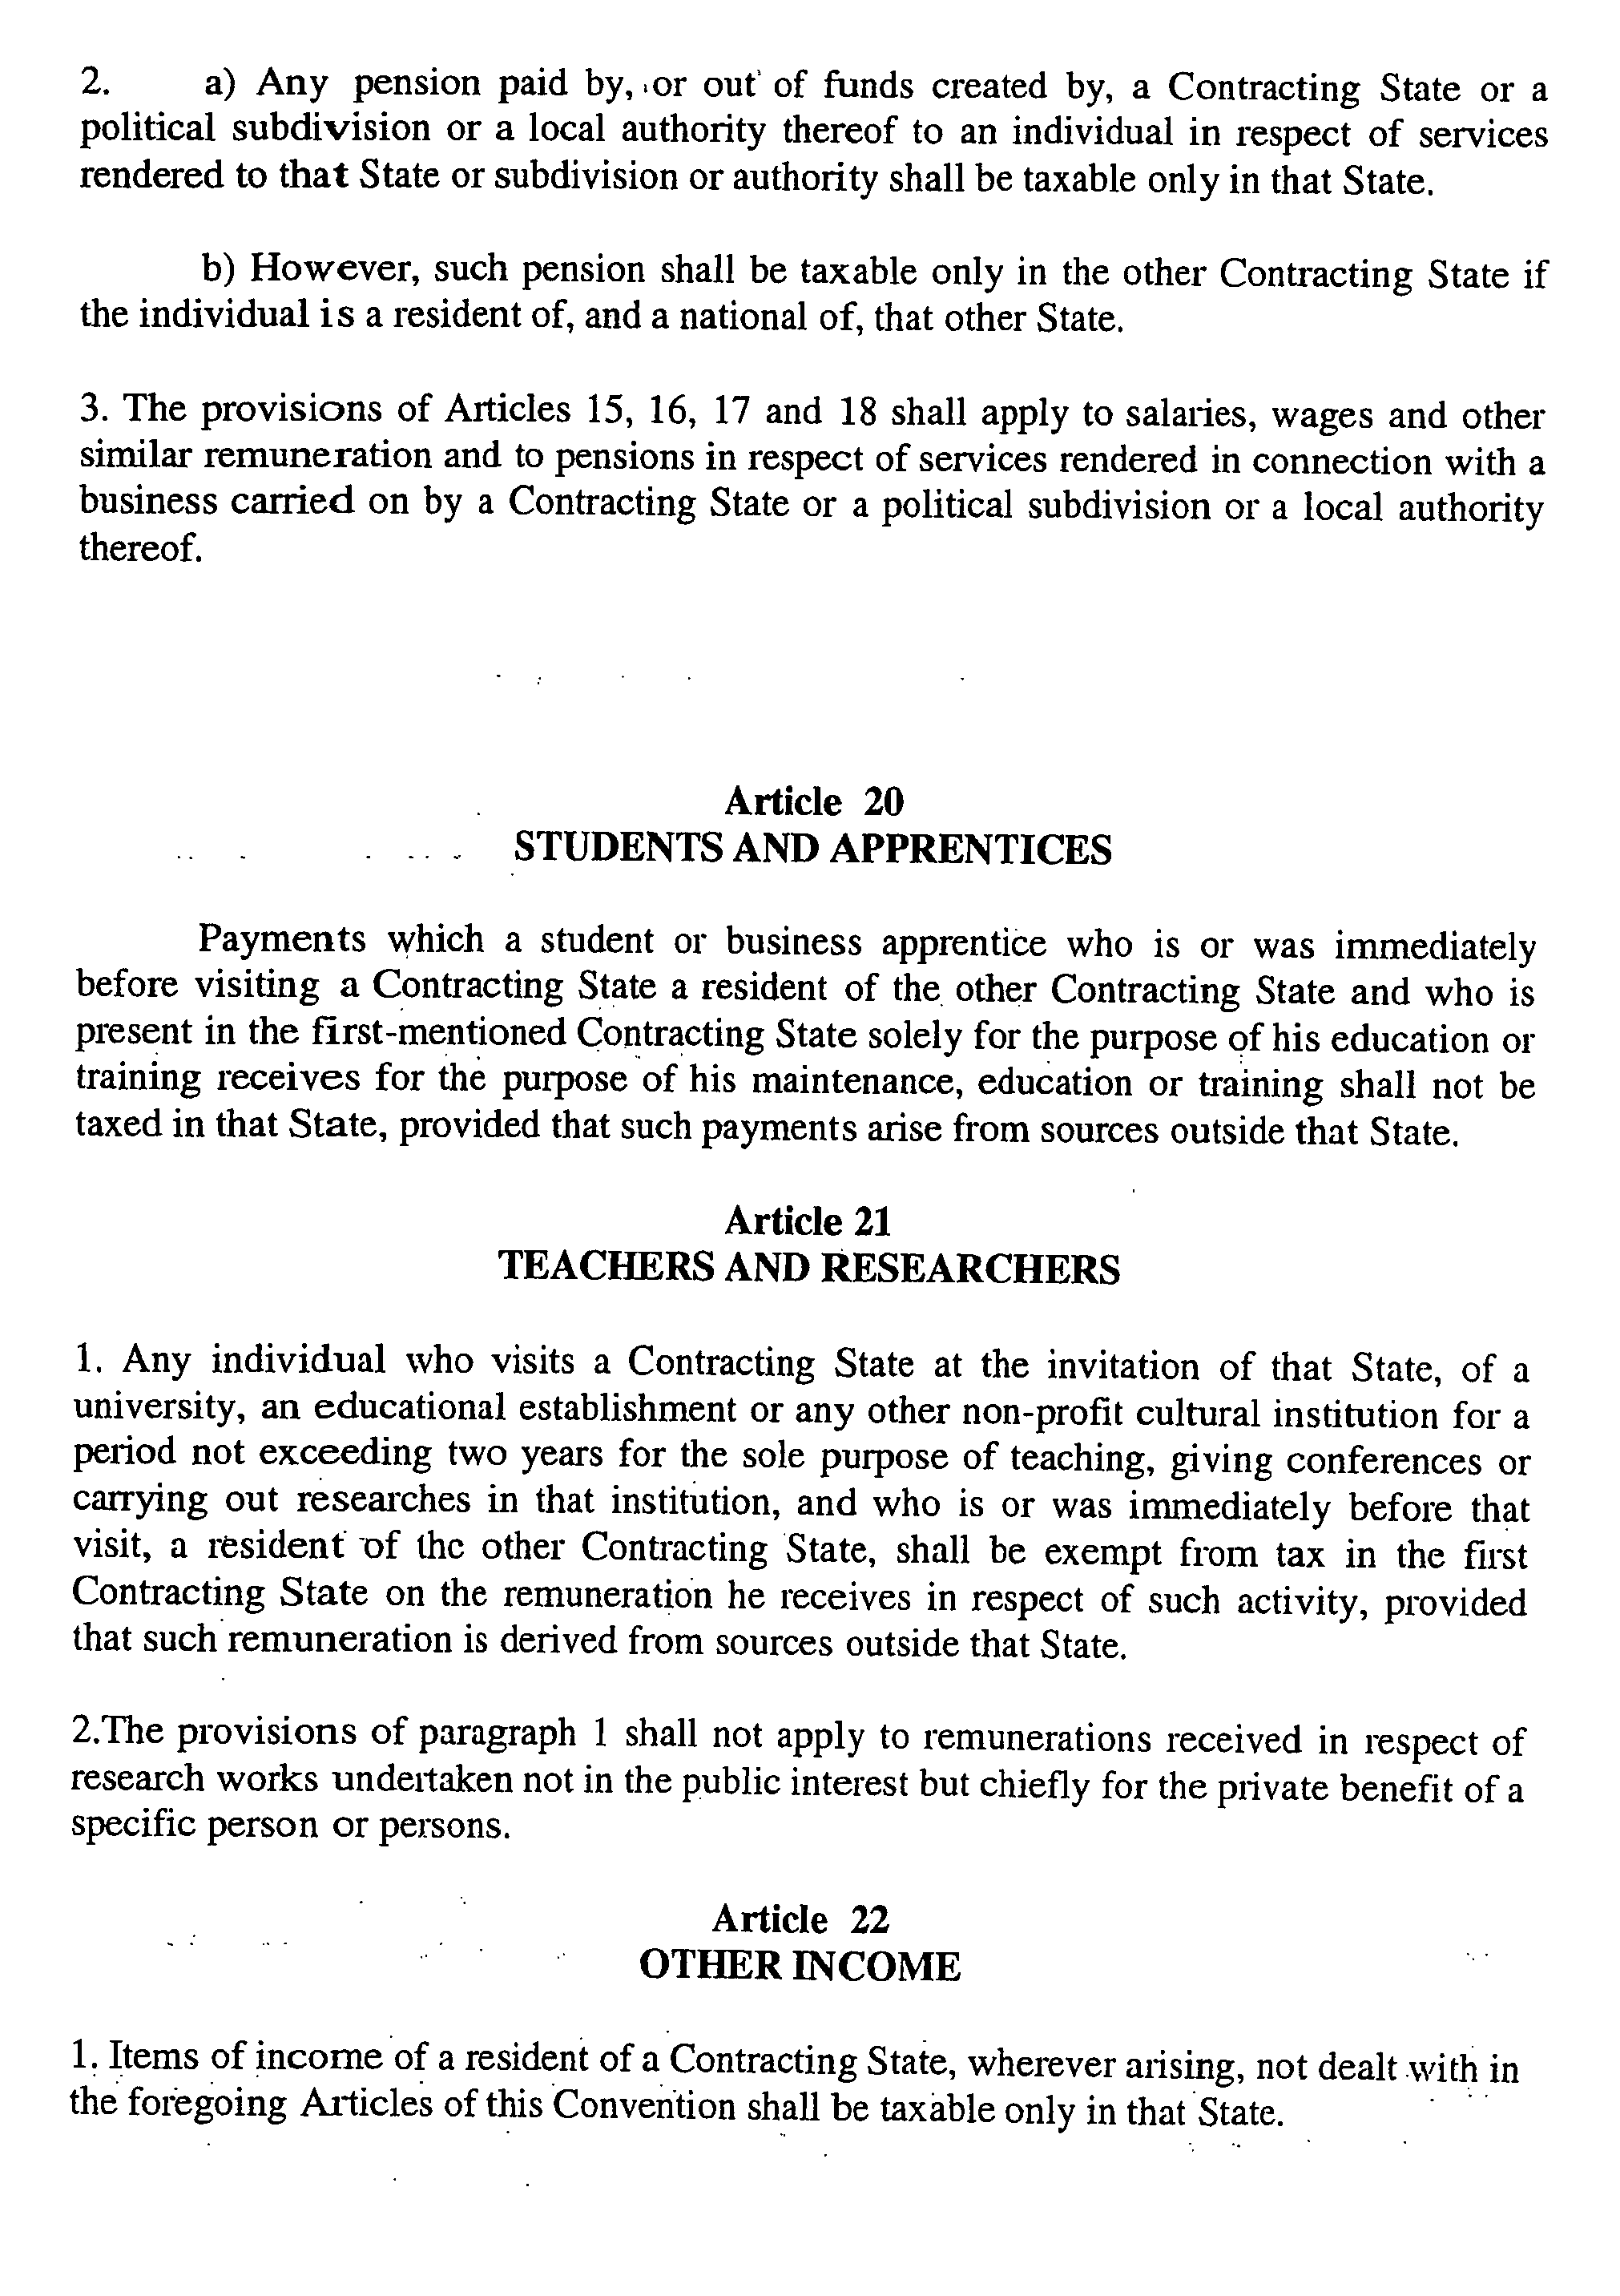 2. a) Any pension paid by, or out of funds created by, a Contracting State or a
political subdivision or a local authority thereof to an individual in respect of services
rendered to that State or subdivision or authority shall be taxable only in that State.
b) However, such pension shall be taxable only in the other Contracting State if
the individual is a resident of, and a national of, that other State.
3. The provisions of Articles 15, 16, 17 and 18 shall apply to salaries, wages and other
similar remuneration and to pensions in respect of services rendered in connection with a
business carried on by a Contracting State or a political subdivision or a local authority
thereof.
Article 20
STUDENTS AND APPRENTICES
Payments which a student or business apprentice who is or was immediately
before visiting a Contracting State a resident of the other Contracting State and who is
present in the first-mentioned Contracting State solely for the purpose of his education or
training receives for the purpose of his maintenance, education or training shall not be
taxed in that State, provided that such payments arise from sources outside that State.
Article 21
TEACHERS AND RESEARCHERS
1. Any individual who visits a Contracting State at the invitation of that State, of a
university, an educational establishment or any other non-profit cultural institution for a
period not exceeding two years for the sole purpose of teaching, giving conferences or
carrying out researches in that institution, and who is or was immediately before that
visit, a resident of the other Contracting State, shall be exempt from tax in the first
Contracting State on the remuneration he receives in respect of such activity, provided
that such remuneration is derived from sources outside that State.
2.The provisions of paragraph 1 shall not apply to remunerations received in respect of
research works undertaken not in the public interest but chiefly for the private benefit of a
specific person or persons.
Article 22
OTHER INCOME
1. Items of income of a resident of a Contracting State, wherever arising, not dealt with in
the foregoing Articles of this Convention shall be taxable only in that State.